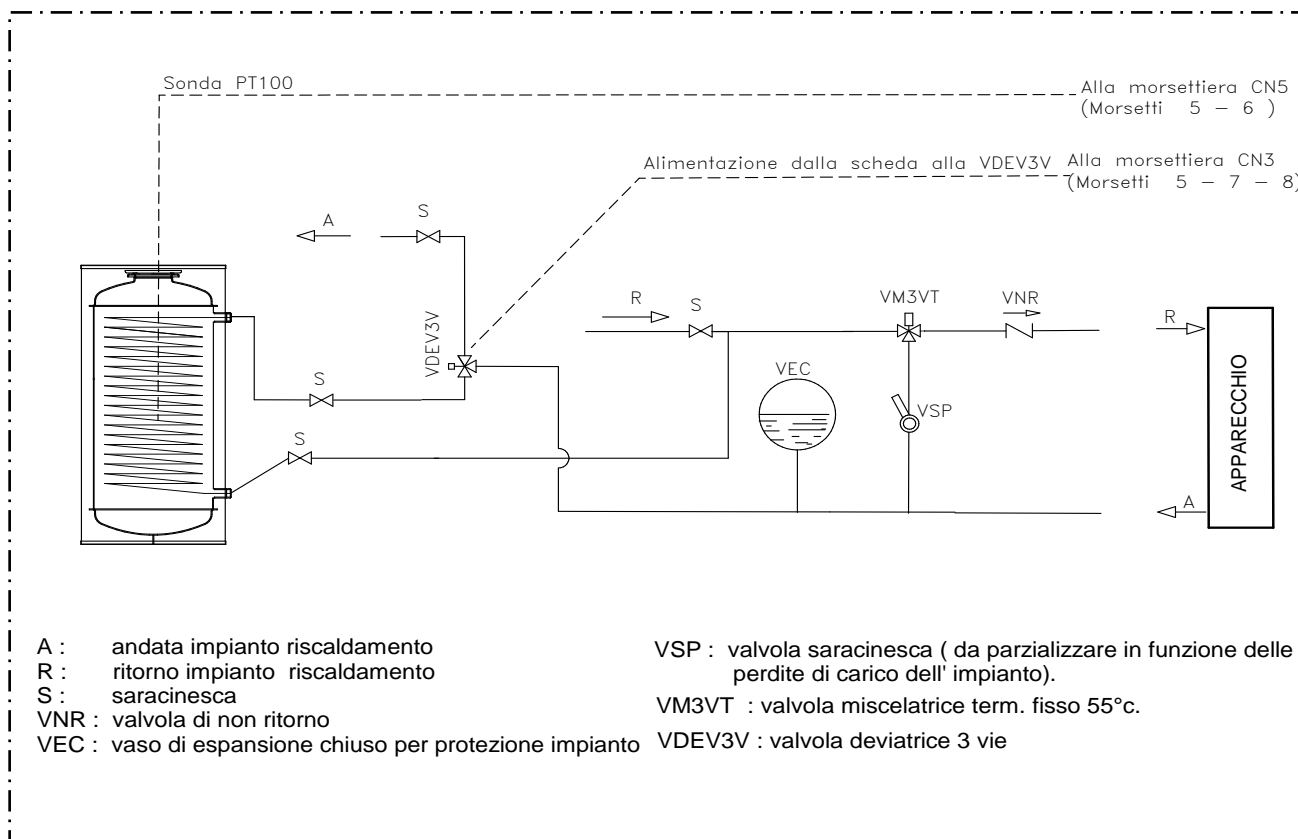 Sonda PT100
Alla morsettiera CN5
(Morsetti 5 – 6 )
Alimentazione dalla scheda alla VDEV3V
Alla morsettiera CN3
(Morsetti 5 – 7 – 8)
A
S
R
S
VM3VT
VNR
R
VDEV3V
S
VEC
VSP
S
A
APPARECCHIO
A : andata impianto riscaldamento
R : ritorno impianto riscaldamento
S : saracinesca
VNR : valvola di non ritorno
VEC : vaso di espansione chiuso per protezione impianto
VSP : valvola saracinesca ( da parzializzare in funzione delle
perdite di carico dell' impianto).
VM3VT : valvola miscelatrice term. fisso 55°c.
VDEV3V : valvola deviatrice 3 vie